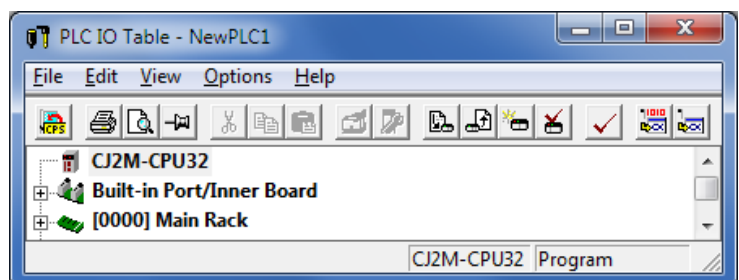 PLC IO Table - NewPLC1
File Edit View Options Help
CPS
CJ2M-CPU32
Built-in Port/Inner Board
[0000] Main Rack
CJ2M-CPU32 Program